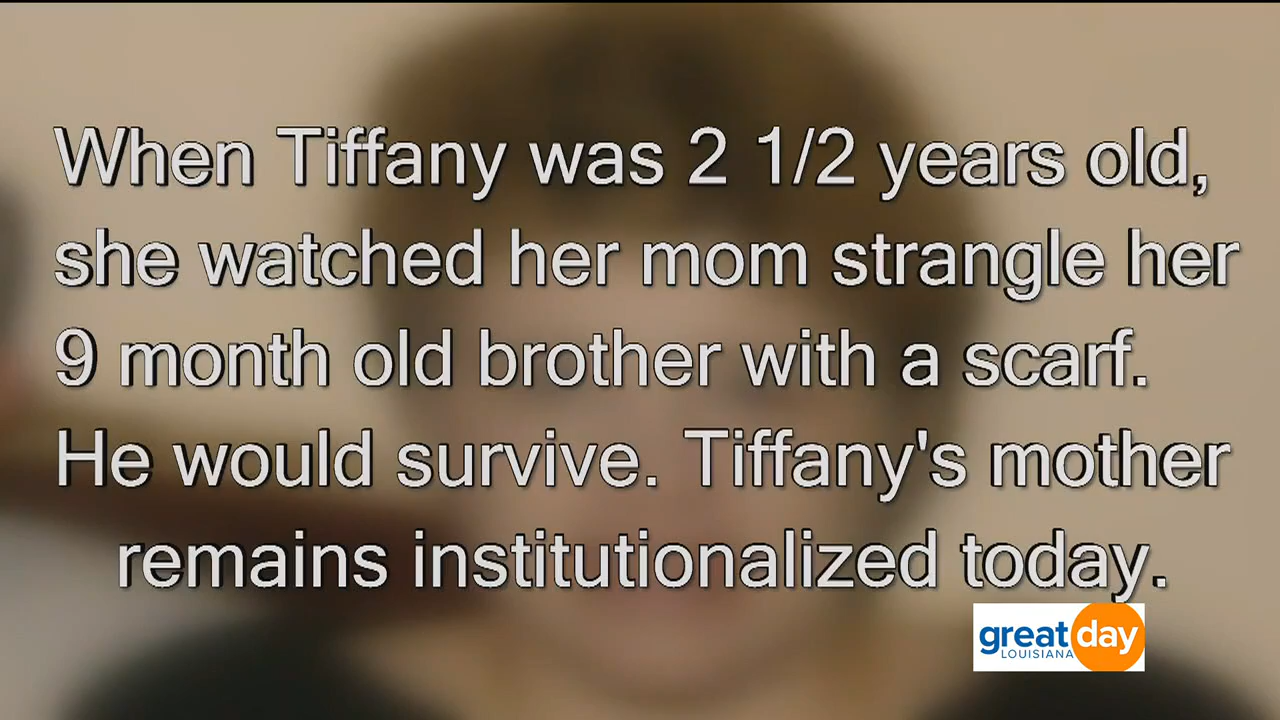 When Tiffany was 2 1/2 years old,
she watched her mom strangle her
9 month old brother with a scarf.
He would survive. Tiffany's mother
remains institutionalized today.
great day
LOUISIANA